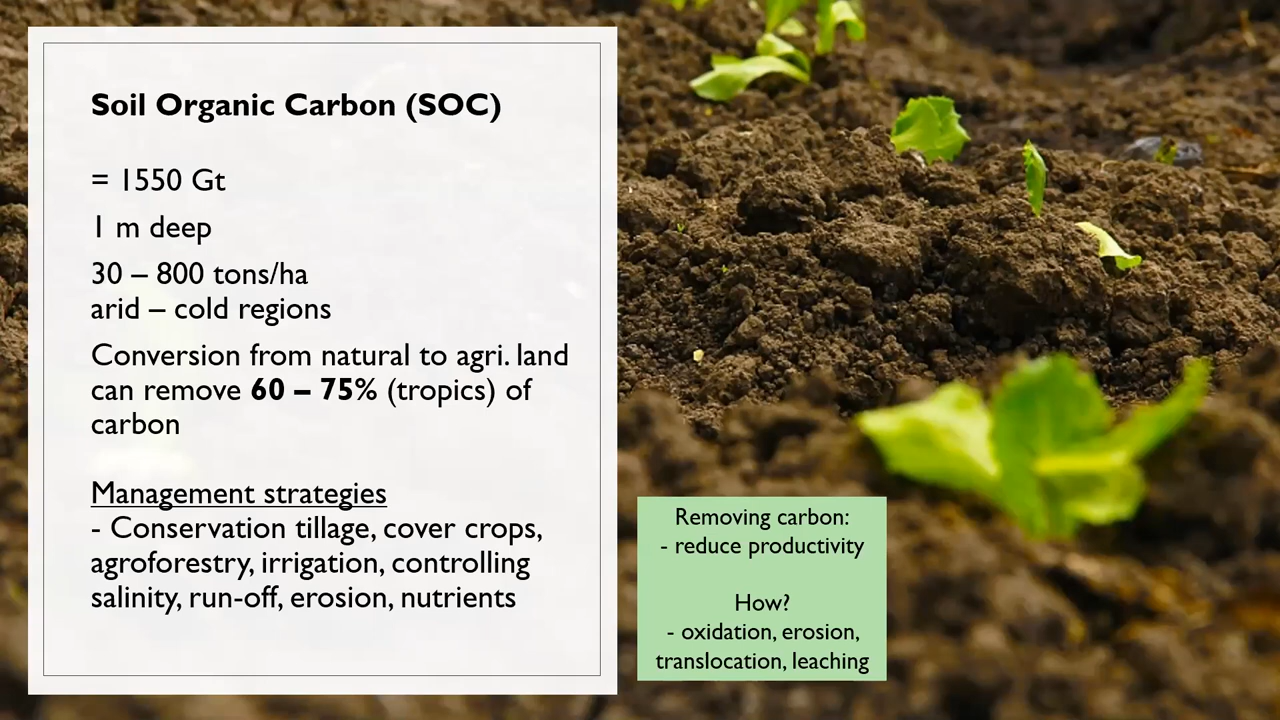 Soil Organic Carbon (SOC)
= 1550 Gt
1 m deep
30 – 800 tons/ha
arid – cold regions
Conversion from natural to agri. land
can remove 60 – 75% (tropics) of
carbon
Management strategies
- Conservation tillage, cover crops,
agroforestry, irrigation, controlling
salinity, run-off, erosion, nutrients
Removing carbon:
- reduce productivity
How?
- oxidation, erosion,
translocation, leaching